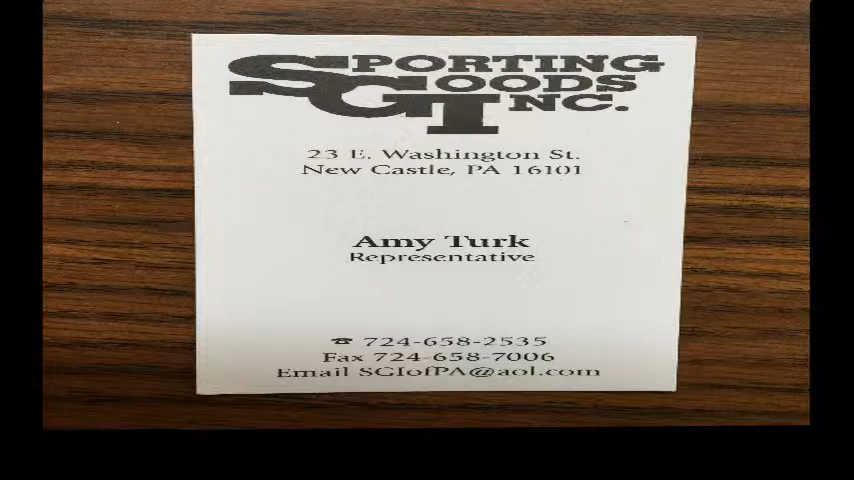 SPORTING
GOODS
INC.
23 E. Washington St.
New Castle, PA 16101
Amy Turk
Representative
☎ 724-658-2535
Fax 724-658-7006
Email SGIofPA@aol.com